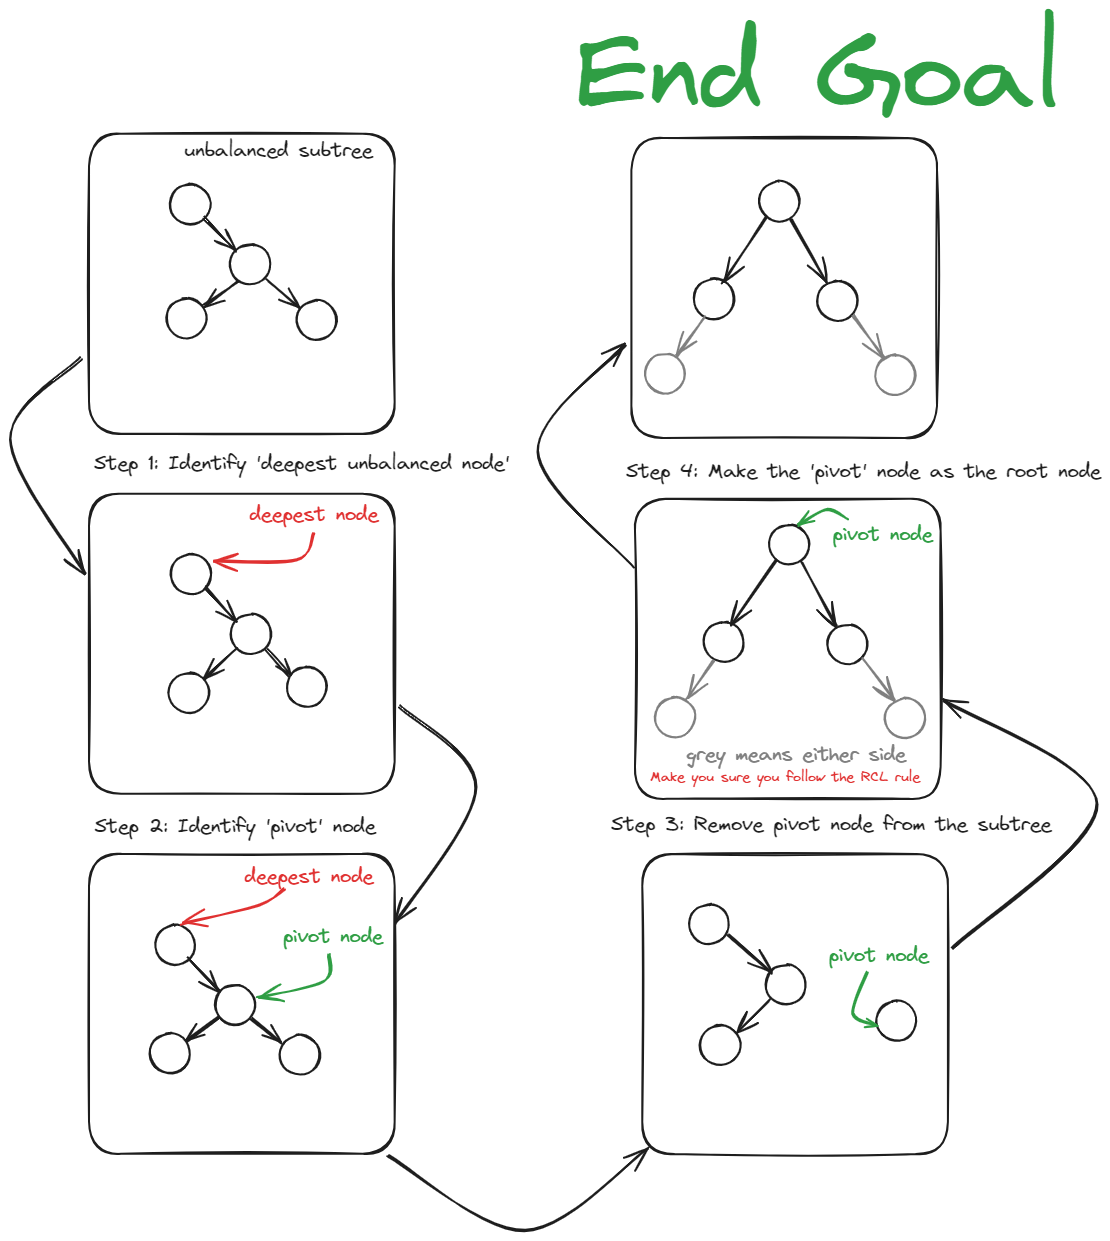 End Goal
unbalanced subtree
Step 1: Identify 'deepest unbalanced node'
deepest node
Step 2: Identify 'pivot' node
deepest node
pivot node
Step 4: Make the 'pivot' node as the root node
pivot node
grey means either side
Make you sure you follow the RCL rule
Step 3: Remove pivot node from the subtree
pivot node